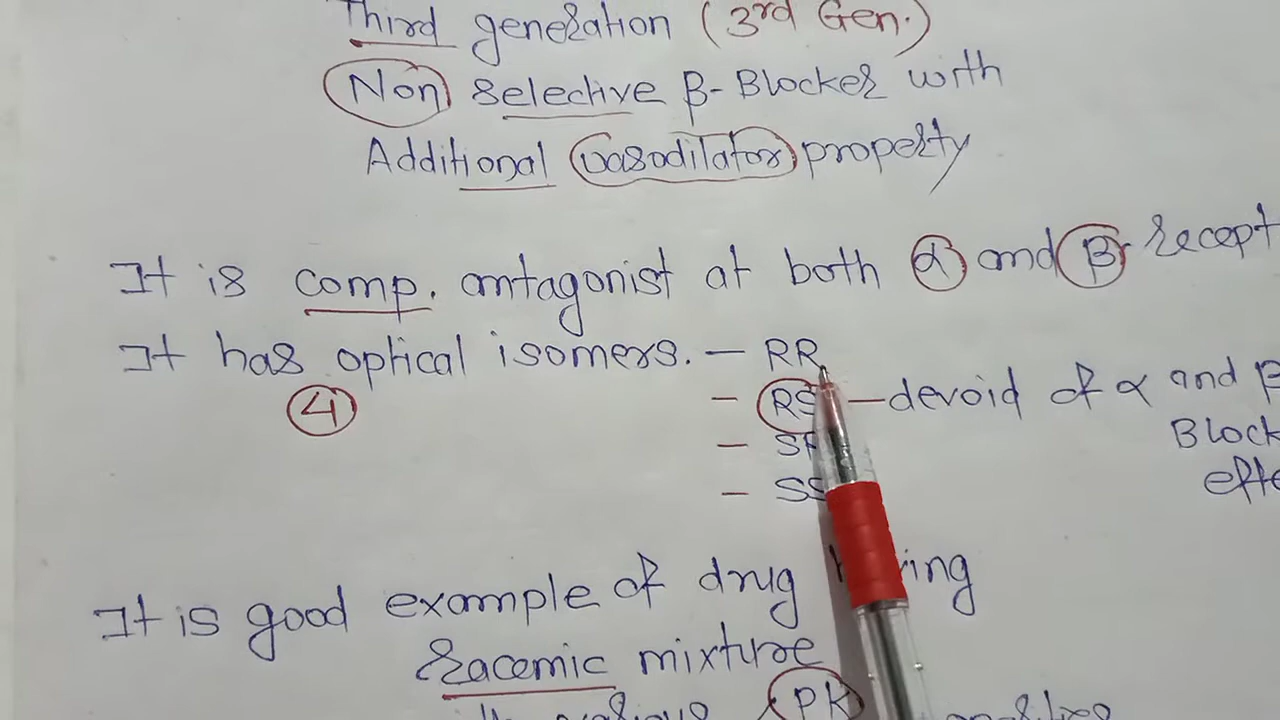 Third generation (3rd Gen.)
Non selective β-Blocker with
Additional vasodilator property
It is comp. antagonist at both α and β recept
It has optical isomers. - RR
4
- RS - devoid of α and β
Block
- S
effe
- SS
It is good example of drug
racemic mixture
PK